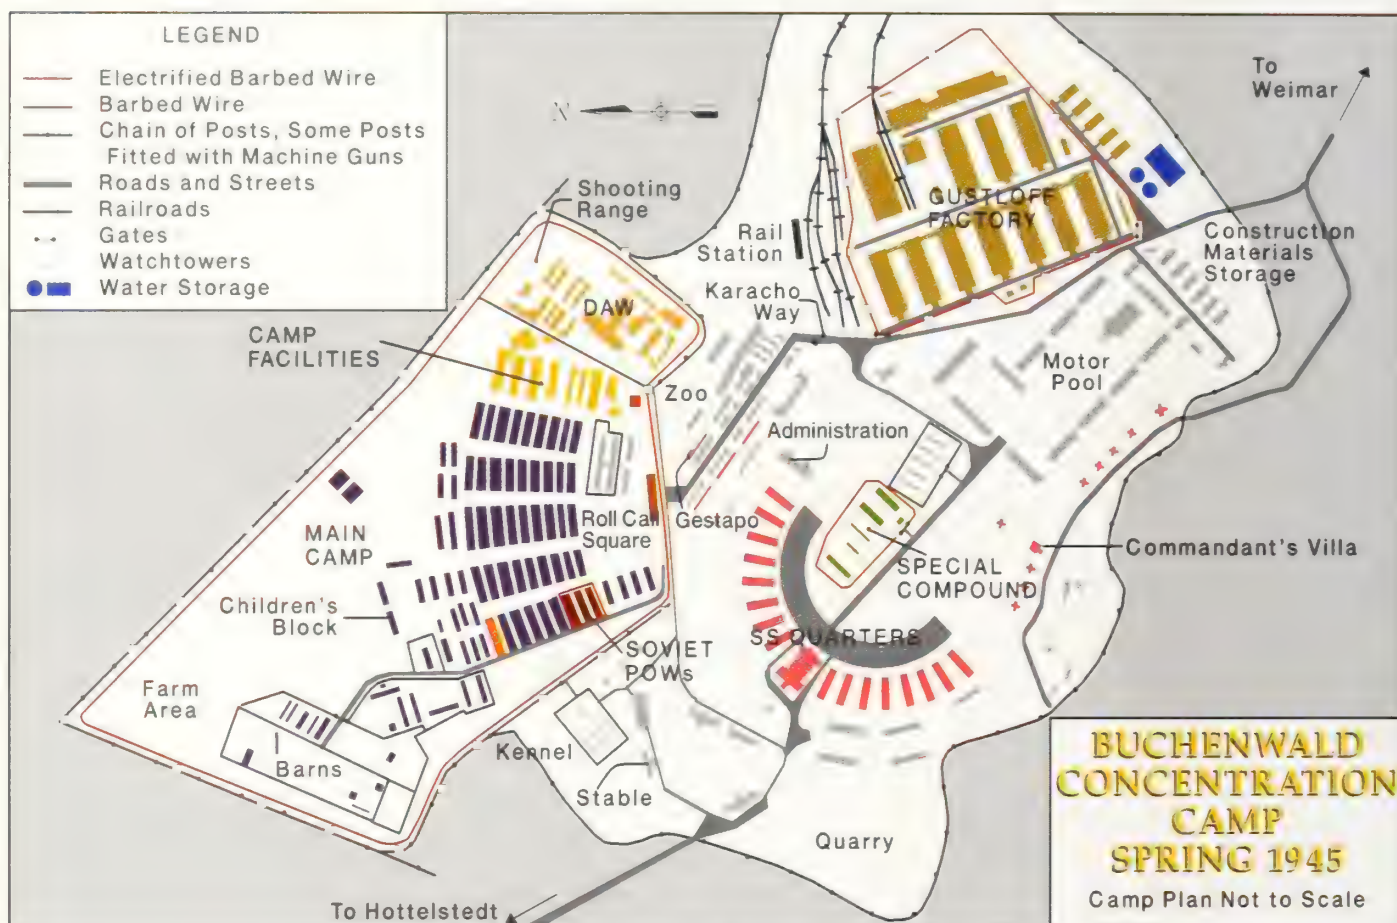 LEGEND
Electrified Barbed Wire
Barbed Wire
Chain of Posts, Some Posts
Fitted with Machine Guns
Roads and Streets
Railroads
Gates
Watchtowers
Water Storage
N
To
Weimar
Shooting
Range
Rail
Station
GUSTLOFF
FACTORY
Construction
Materials
Storage
Karacho
Way
DAW
CAMP
FACILITIES
Motor
Pool
Zoo
Administration
MAIN
CAMP
Roll Call
Square
Gestapo
Commandant's Villa
SPECIAL
COMPOUND
Children's
Block
SS QUARTERS
SOVIET
POWs
Farm
Area
Kennel
Barns
Stable
Quarry
To Hottelstedt
BUCHENWALD
CONCENTRATION
CAMP
SPRING 1945
Camp Plan Not to Scale